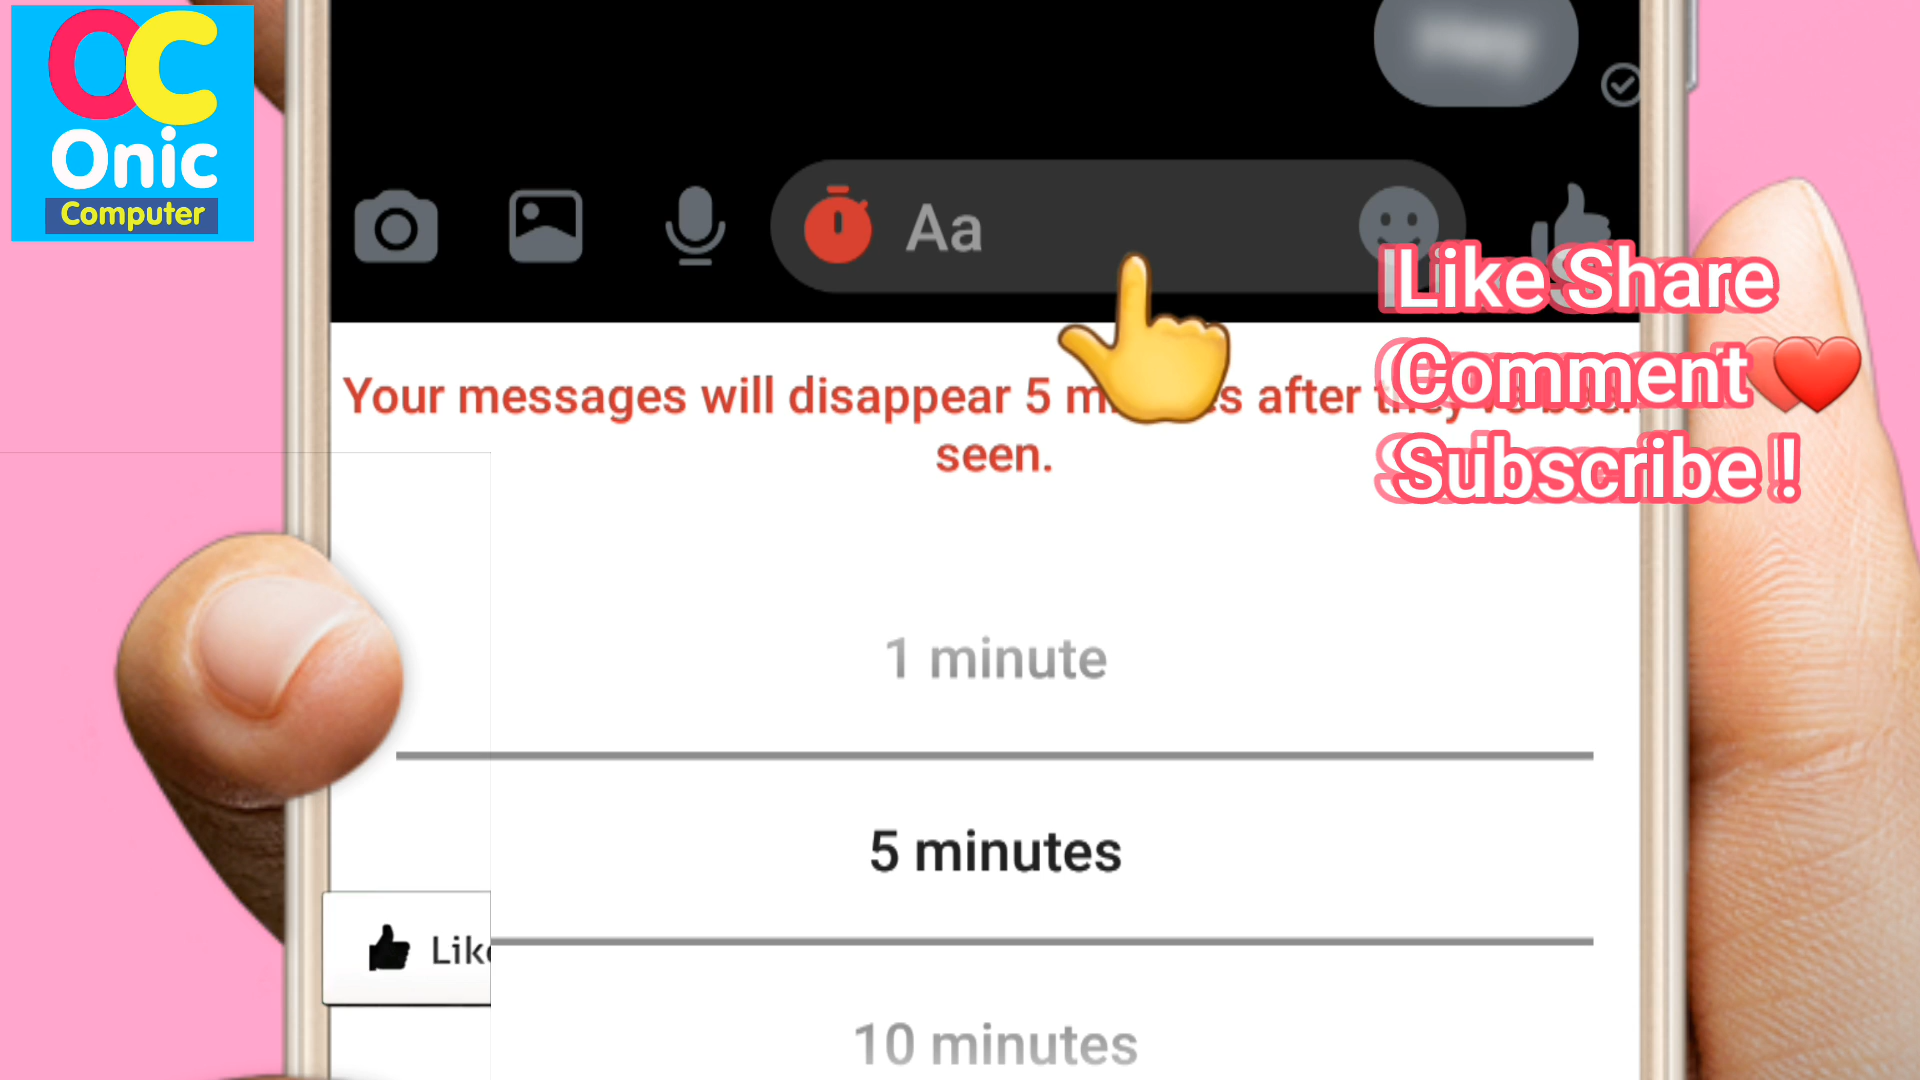 OC
Onic
Computer
Aa
Like Share
Comment
Subscribe !
Your messages will disappear 5 after
seen.
1 minute
5 minutes
10 minutes